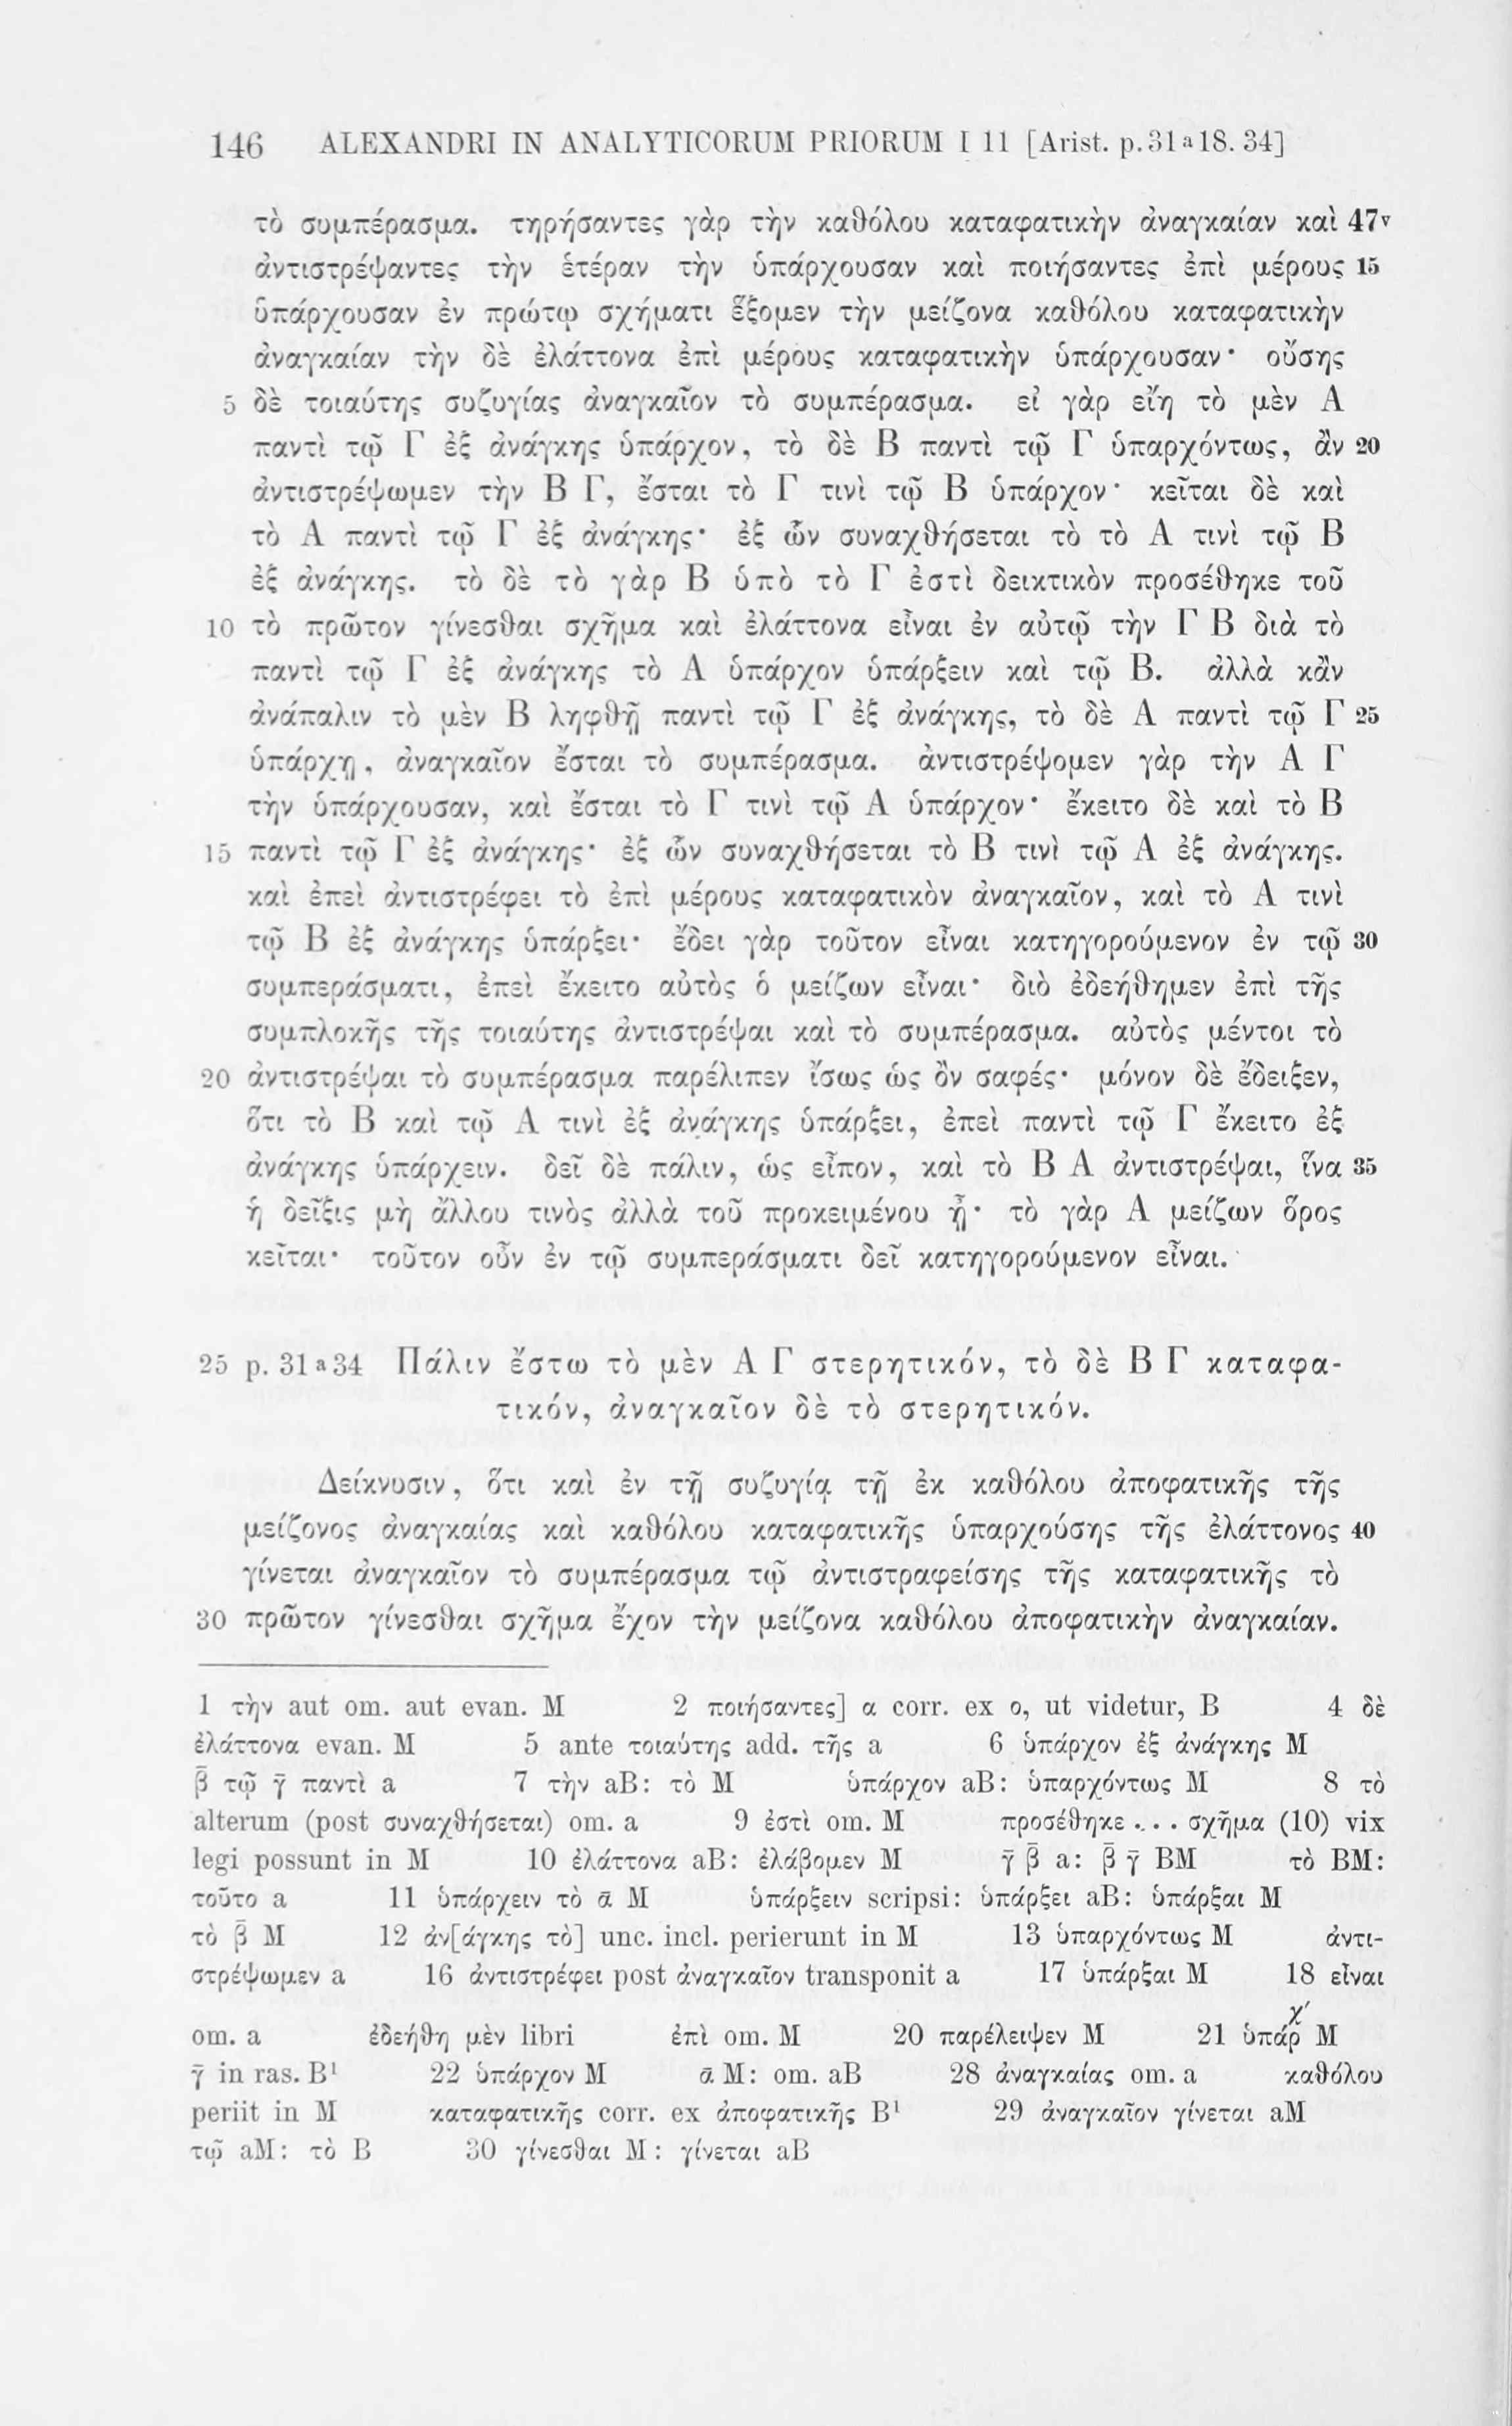 146 ALEXANDRI IN ANALYTICORUM PRIORUM I 11 [Arist. p. 31 a 18. 34]
τὸ συμπέρασμα. τηρήσαντες γὰρ τὴν καθόλου καταφατικὴν ἀναγκαίαν καὶ 47v
ἀντιστρέψαντες τὴν ἑτέραν τὴν ὑπάρχουσαν καὶ ποιήσαντες ἐπὶ μέρους 15
ὑπάρχουσαν ἐν πρώτῳ σχήματι ἕξομεν τὴν μείζονα καθόλου καταφατικὴν
ἀναγκαίαν τὴν δὲ ἐλάττονα ἐπὶ μέρους καταφατικὴν ὑπάρχουσαν· οὔσης
5 δὲ τοιαύτης συζυγίας ἀναγκαῖον τὸ συμπέρασμα. εἰ γὰρ εἴη τὸ μὲν Α
παντὶ τῷ Γ ἐξ ἀνάγκης ὑπάρχον, τὸ δὲ Β παντὶ τῷ Γ ὑπαρχόντως, ἂν 20
ἀντιστρέψωμεν τὴν Β Γ, ἔσται τὸ Γ τινὶ τῷ Β ὑπάρχον· κεῖται δὲ καὶ
τὸ Α παντὶ τῷ Γ ἐξ ἀνάγκης· ἐξ ὧν συναχθήσεται τὸ τὸ Α τινὶ τῷ Β
ἐξ ἀνάγκης. τὸ δὲ τὸ γὰρ Β ὑπὸ τὸ Γ ἐστὶ δεικτικὸν προσέθηκε τοῦ
10 τὸ πρῶτον γίνεσθαι σχῆμα καὶ ἐλάττονα εἶναι ἐν αὐτῷ τὴν Γ Β διὰ τὸ
παντὶ τῷ Γ ἐξ ἀνάγκης τὸ Α ὑπάρχον ὑπάρξειν καὶ τῷ Β. ἀλλὰ κἂν
ἀνάπαλιν τὸ μὲν Β ληφθῇ παντὶ τῷ Γ ἐξ ἀνάγκης, τὸ δὲ Α παντὶ τῷ Γ 25
ὑπάρχῃ, ἀναγκαῖον ἔσται τὸ συμπέρασμα. ἀντιστρέψομεν γὰρ τὴν Α Γ
τὴν ὑπάρχουσαν, καὶ ἔσται τὸ Γ τινὶ τῷ Α ὑπάρχον· ἔκειτο δὲ καὶ τὸ Β
15 παντὶ τῷ Γ ἐξ ἀνάγκης· ἐξ ὧν συναχθήσεται τὸ Β τινὶ τῷ Α ἐξ ἀνάγκης.
καὶ ἐπεὶ ἀντιστρέφει τὸ ἐπὶ μέρους καταφατικὸν ἀναγκαῖον, καὶ τὸ Α τινὶ
τῷ Β ἐξ ἀνάγκης ὑπάρξει· ἔδει γὰρ τοῦτον εἶναι κατηγορούμενον ἐν τῷ 30
συμπεράσματι, ἐπεὶ ἔκειτο αὐτὸς ὁ μείζων εἶναι· διὸ ἐδεήθημεν ἐπὶ τῆς
συμπλοκῆς τῆς τοιαύτης ἀντιστρέψαι καὶ τὸ συμπέρασμα. αὐτὸς μέντοι τὸ
20 ἀντιστρέψαι τὸ συμπέρασμα παρέλιπεν ἴσως ὡς ὂν σαφές· μόνον δὲ ἔδειξεν,
ὅτι τὸ Β καὶ τῷ Α τινὶ ἐξ ἀνάγκης ὑπάρξει, ἐπεὶ παντὶ τῷ Γ ἔκειτο ἐξ
ἀνάγκης ὑπάρχειν. δεῖ δὲ πάλιν, ὡς εἶπον, καὶ τὸ Β Α ἀντιστρέψαι, ἵνα 35
ἡ δεῖξις μὴ ἄλλου τινὸς ἀλλὰ τοῦ προκειμένου ᾖ· τὸ γὰρ Α μείζων ὅρος
κεῖται· τοῦτον οὖν ἐν τῷ συμπεράσματι δεῖ κατηγορούμενον εἶναι.
25 p. 31 a 34 Πάλιν ἔστω τὸ μὲν Α Γ στερητικόν, τὸ δὲ Β Γ καταφα-
τικόν, ἀναγκαῖον δὲ τὸ στερητικόν.
Δείκνυσιν, ὅτι καὶ ἐν τῇ συζυγίᾳ τῇ ἐκ καθόλου ἀποφατικῆς τῆς
μείζονος ἀναγκαίας καὶ καθόλου καταφατικῆς ὑπαρχούσης τῆς ἐλάττονος 40
γίνεται ἀναγκαῖον τὸ συμπέρασμα τῷ ἀντιστραφείσης τῆς καταφατικῆς τὸ
30 πρῶτον γίνεσθαι σχῆμα ἔχον τὴν μείζονα καθόλου ἀποφατικὴν ἀναγκαίαν.
1 τὴν aut om. aut evan. M 2 ποιήσαντες] α corr. ex ο, ut videtur, B 4 δὲ
ἐλάττονα evan. M 5 ante τοιαύτης add. τῆς a 6 ὑπάρχον ἐξ ἀνάγκης M
β̄ τῷ γ̄ παντὶ a 7 τὴν aB: τὸ M ὑπάρχον aB: ὑπαρχόντως M 8 τὸ
alterum (post συναχθήσεται) om. a 9 ἐστὶ om. M προσέθηκε ... σχῆμα (10) vix
legi possunt in M 10 ἐλάττονα aB: ἐλάβομεν M γ̄ β̄ a: β̄ γ̄ BM τὸ BM:
τοῦτο a 11 ὑπάρχειν τὸ ᾱ M ὑπάρξειν scripsi: ὑπάρξει aB: ὑπάρξαι M
τὸ β̄ M 12 ἀν[άγκης τὸ] unc. incl. perierunt in M 13 ὑπαρχόντως M ἀντι-
στρέψωμεν a 16 ἀντιστρέφει post ἀναγκαῖον transponit a 17 ὑπάρξαι M 18 εἶναι
om. a ἐδεήθη μὲν libri ἐπὶ om. M 20 παρέλειψεν M 21 ὑπάρχ́ M
γ̄ in ras. B¹ 22 ὑπάρχον M ᾱ M: om. aB 28 ἀναγκαίας om. a καθόλου
periit in M καταφατικῆς corr. ex ἀποφατικῆς B¹ 29 ἀναγκαῖον γίνεται aM
τῷ aM: τὸ B 30 γίνεσθαι M: γίνεται aB